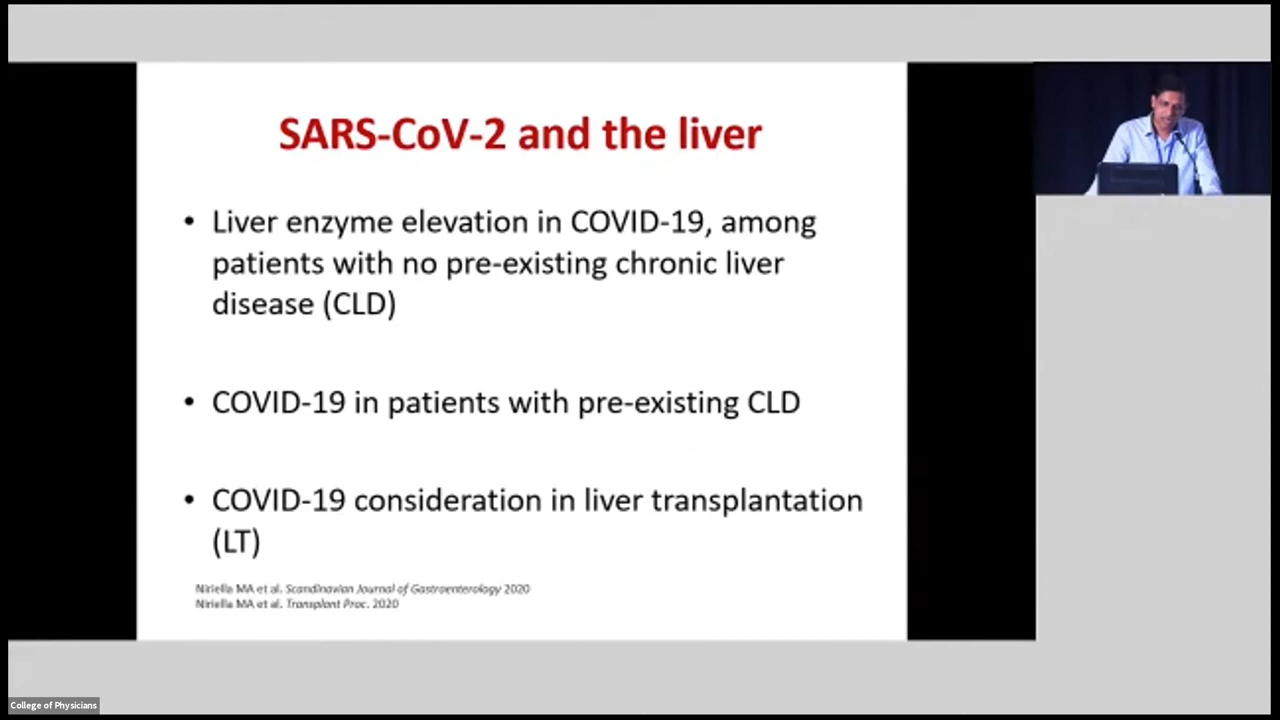 SARS-CoV-2 and the liver
• Liver enzyme elevation in COVID-19, among
patients with no pre-existing chronic liver
disease (CLD)
• COVID-19 in patients with pre-existing CLD
• COVID-19 consideration in liver transplantation
(LT)
Niriella MA et al. Scandinavian Journal of Gastroenterology 2020
Niriella MA et al. Transplant Proc. 2020
College of Physicians